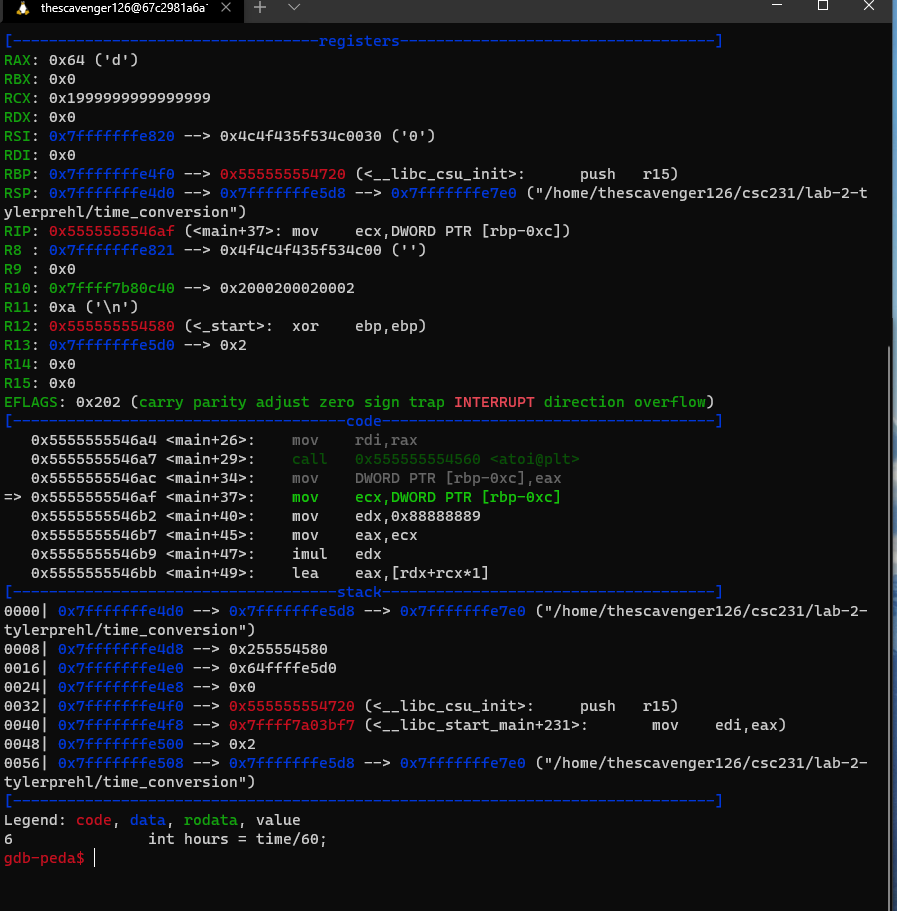 thescavenger126@67c2981a6a
[----------------------------------registers-----------------------------------]
RAX: 0x64 ('d')
RBX: 0x0
RCX: 0x1999999999999999
RDX: 0x0
RSI: 0x7fffffffe820 --> 0x4c4f435f534c0030 ('0')
RDI: 0x0
RBP: 0x7fffffffe4f0 --> 0x555555554720 (<__libc_csu_init>:      push   r15)
RSP: 0x7fffffffe4d0 --> 0x7fffffffe5d8 --> 0x7fffffffe7e0 ("/home/thescavenger126/csc231/lab-2-t
ylerprehl/time_conversion")
RIP: 0x5555555546af (<main+37>: mov    ecx,DWORD PTR [rbp-0xc])
R8 : 0x7fffffffe821 --> 0x4f4c4f435f534c00 ('')
R9 : 0x0
R10: 0x7ffff7b80c40 --> 0x2000200020002
R11: 0xa ('\n')
R12: 0x555555554580 (<_start>:  xor    ebp,ebp)
R13: 0x7fffffffe5d0 --> 0x2
R14: 0x0
R15: 0x0
EFLAGS: 0x202 (carry parity adjust zero sign trap INTERRUPT direction overflow)
[-------------------------------------code-------------------------------------]
   0x5555555546a4 <main+26>:    mov    rdi,rax
   0x5555555546a7 <main+29>:    call   0x555555554560 <atoi@plt>
   0x5555555546ac <main+34>:    mov    DWORD PTR [rbp-0xc],eax
=> 0x5555555546af <main+37>:    mov    ecx,DWORD PTR [rbp-0xc]
   0x5555555546b2 <main+40>:    mov    edx,0x88888889
   0x5555555546b7 <main+45>:    mov    eax,ecx
   0x5555555546b9 <main+47>:    imul   edx
   0x5555555546bb <main+49>:    lea    eax,[rdx+rcx*1]
[------------------------------------stack-------------------------------------]
0000| 0x7fffffffe4d0 --> 0x7fffffffe5d8 --> 0x7fffffffe7e0 ("/home/thescavenger126/csc231/lab-2-
tylerprehl/time_conversion")
0008| 0x7fffffffe4d8 --> 0x255554580
0016| 0x7fffffffe4e0 --> 0x64ffffe5d0
0024| 0x7fffffffe4e8 --> 0x0
0032| 0x7fffffffe4f0 --> 0x555555554720 (<__libc_csu_init>:     push   r15)
0040| 0x7fffffffe4f8 --> 0x7ffff7a03bf7 (<__libc_start_main+231>:       mov    edi,eax)
0048| 0x7fffffffe500 --> 0x2
0056| 0x7fffffffe508 --> 0x7fffffffe5d8 --> 0x7fffffffe7e0 ("/home/thescavenger126/csc231/lab-2-
tylerprehl/time_conversion")
[------------------------------------------------------------------------------]
Legend: code, data, rodata, value
6               int hours = time/60;
gdb-peda$